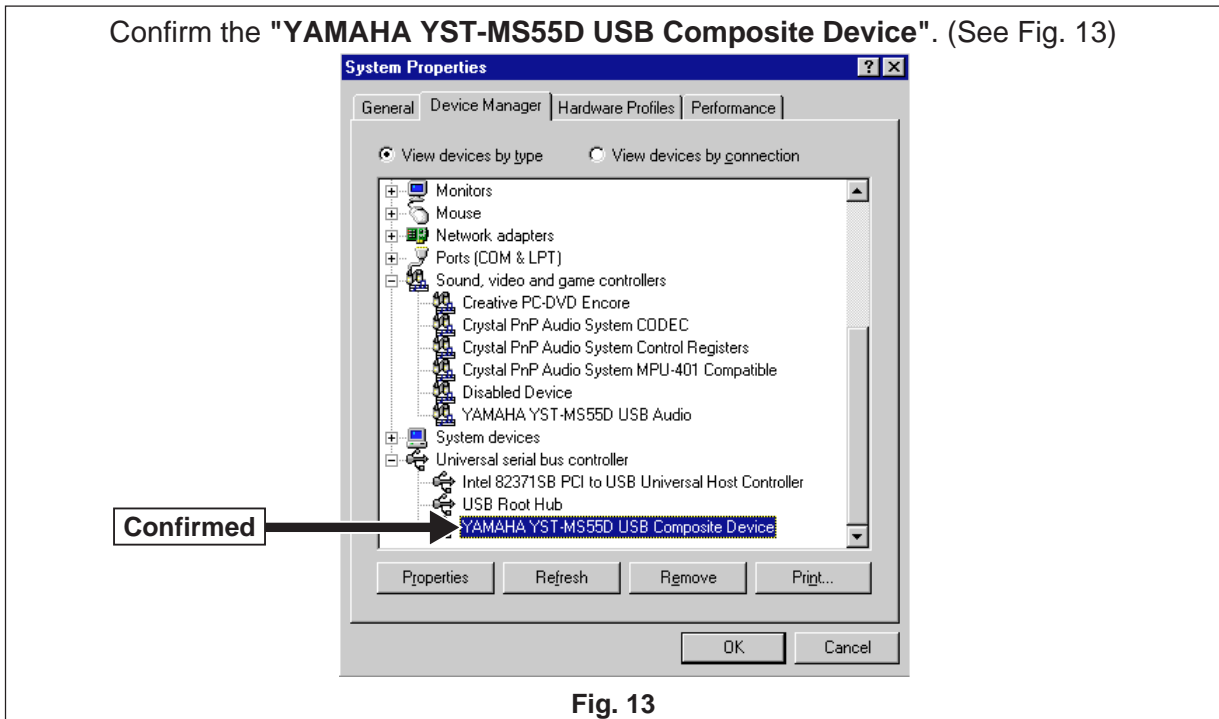 Confirm the "YAMAHA YST-MS55D USB Composite Device". (See Fig. 13)
System Properties
General Device Manager Hardware Profiles Performance
View devices by type View devices by connection
Monitors
Mouse
Network adapters
Ports (COM & LPT)
Sound, video and game controllers
Creative PC-DVD Encore
Crystal PnP Audio System CODEC
Crystal PnP Audio System Control Registers
Crystal PnP Audio System MPU-401 Compatible
Disabled Device
YAMAHA YST-MS55D USB Audio
System devices
Universal serial bus controller
Intel 82371SB PCI to USB Universal Host Controller
USB Root Hub
Confirmed
YAMAHA YST-MS55D USB Composite Device
Properties Refresh Remove Print...
OK Cancel
Fig. 13